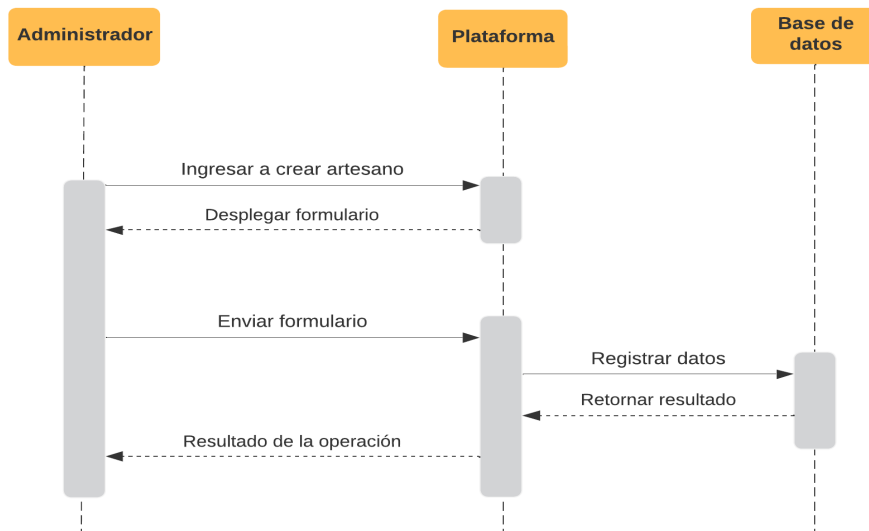 Administrador
Plataforma
Base de
datos
Ingresar a crear artesano
Desplegar formulario
Enviar formulario
Registrar datos
Retornar resultado
Resultado de la operación